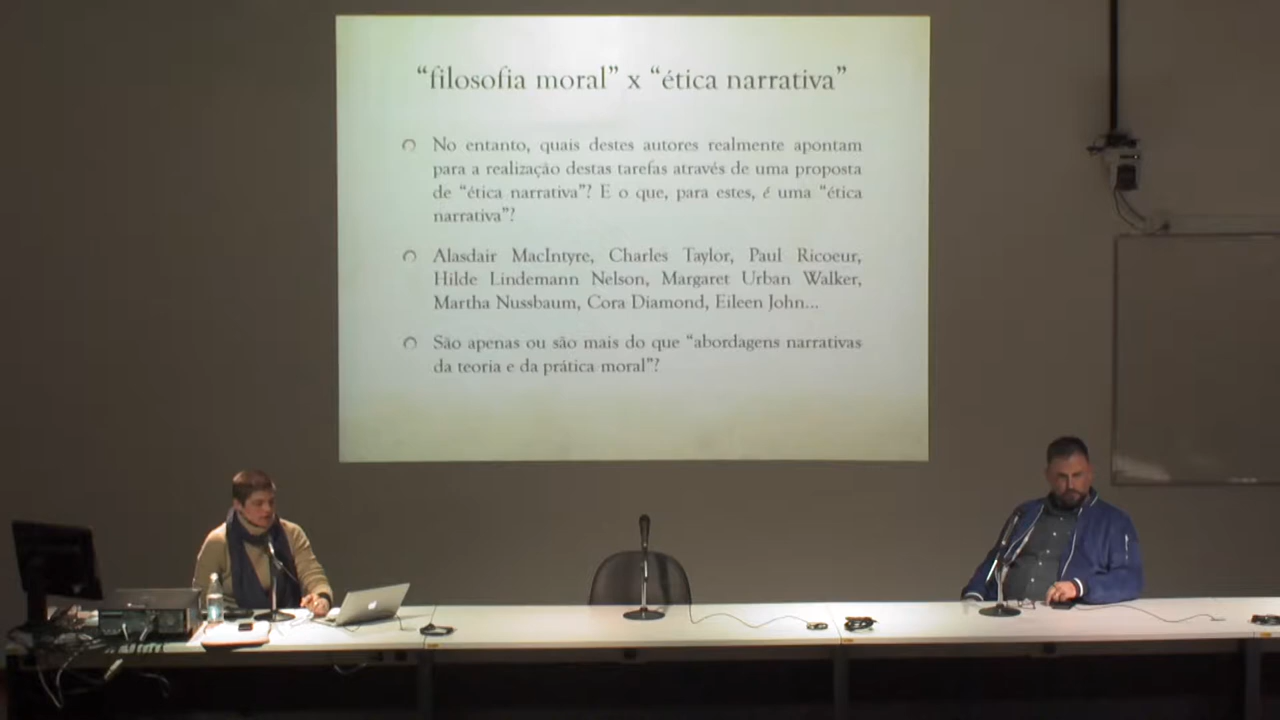 “filosofia moral” x “ética narrativa”
No entanto, quais destes autores realmente apontam
para a realização destas tarefas através de uma proposta
de “ética narrativa”? E o que, para estes, é uma “ética
narrativa”?
Alasdair MacIntyre, Charles Taylor, Paul Ricoeur,
Hilde Lindemann Nelson, Margaret Urban Walker,
Martha Nussbaum, Cora Diamond, Eileen John...
São apenas ou são mais do que “abordagens narrativas
da teoria e da prática moral”?